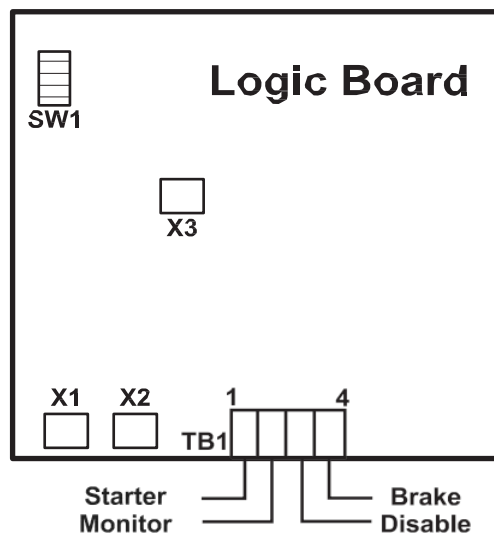 Logic Board
SW1
X3
X1 X2 1 4
TB1
Starter Brake
Monitor Disable